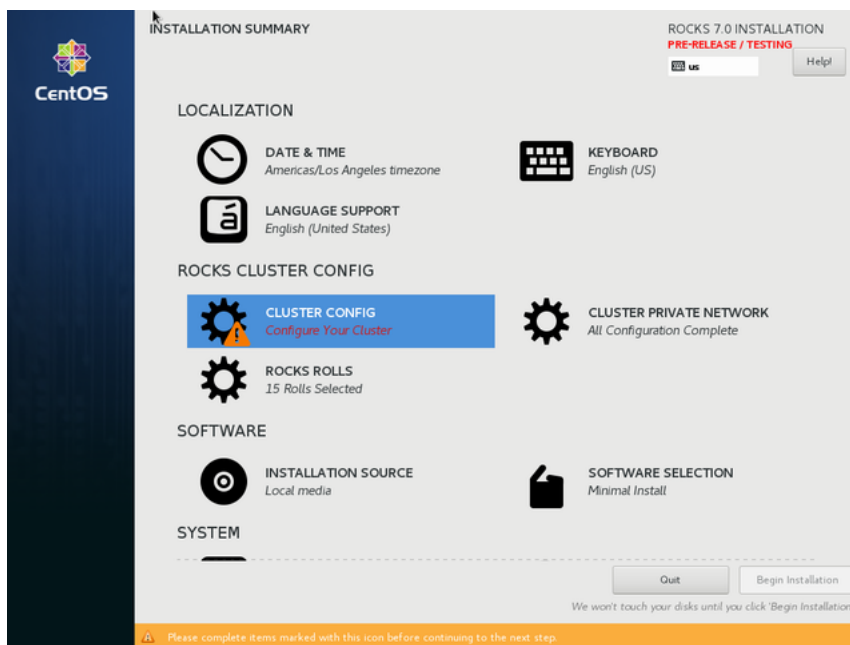 INSTALLATION SUMMARY
ROCKS 7.0 INSTALLATION
PRE-RELEASE / TESTING
us
Help!
CentOS
LOCALIZATION
DATE & TIME
Americas/Los Angeles timezone
KEYBOARD
English (US)
LANGUAGE SUPPORT
English (United States)
ROCKS CLUSTER CONFIG
CLUSTER CONFIG
Configure Your Cluster
CLUSTER PRIVATE NETWORK
All Configuration Complete
ROCKS ROLLS
15 Rolls Selected
SOFTWARE
INSTALLATION SOURCE
Local media
SOFTWARE SELECTION
Minimal Install
SYSTEM
Quit
Begin Installation
We won't touch your disks until you click 'Begin Installation
Please complete items marked with this icon before continuing to the next step.